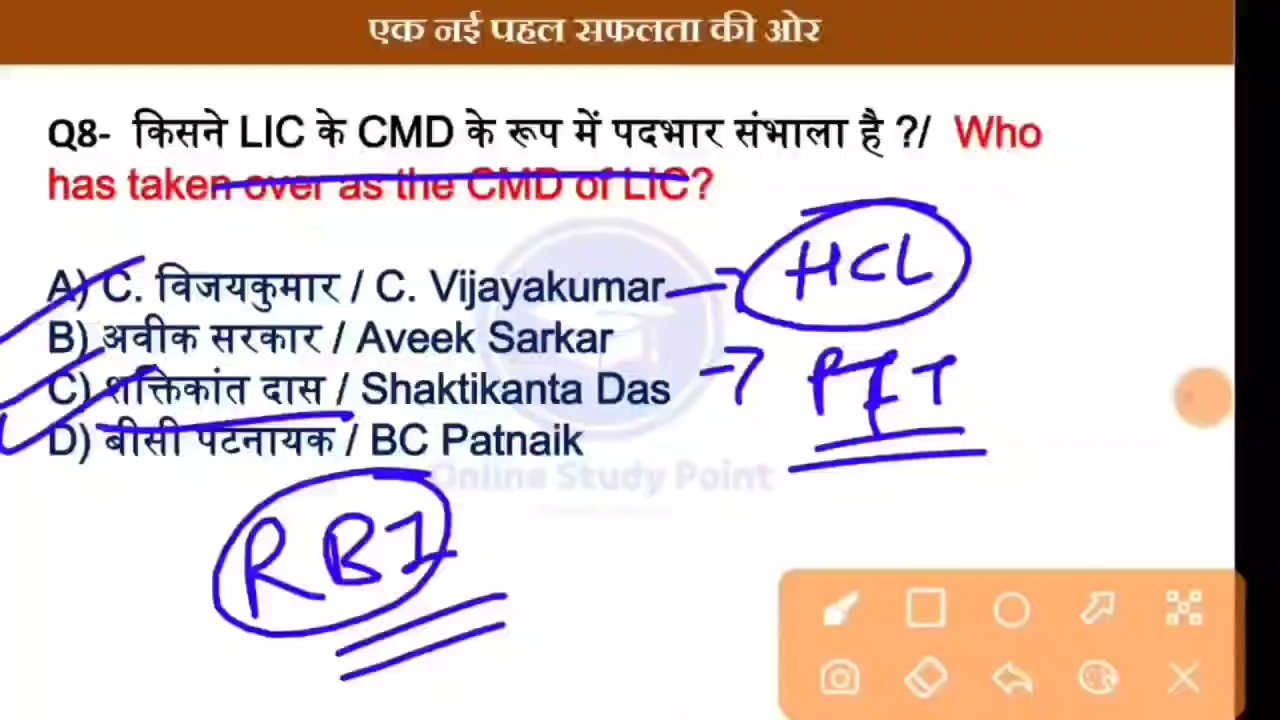 एक नई पहल सफलता की ओर
Q8- किसने LIC के CMD के रूप में पदभार संभाला है ?/ Who
has taken over as the CMD of LIC?
A) C. विजयकुमार / C. Vijayakumar
HCL
B) अवीक सरकार / Aveek Sarkar
C) शक्तिकांत दास / Shaktikanta Das
PTI
D) बीसी पटनायक / BC Patnaik
Online Study Point
RBI